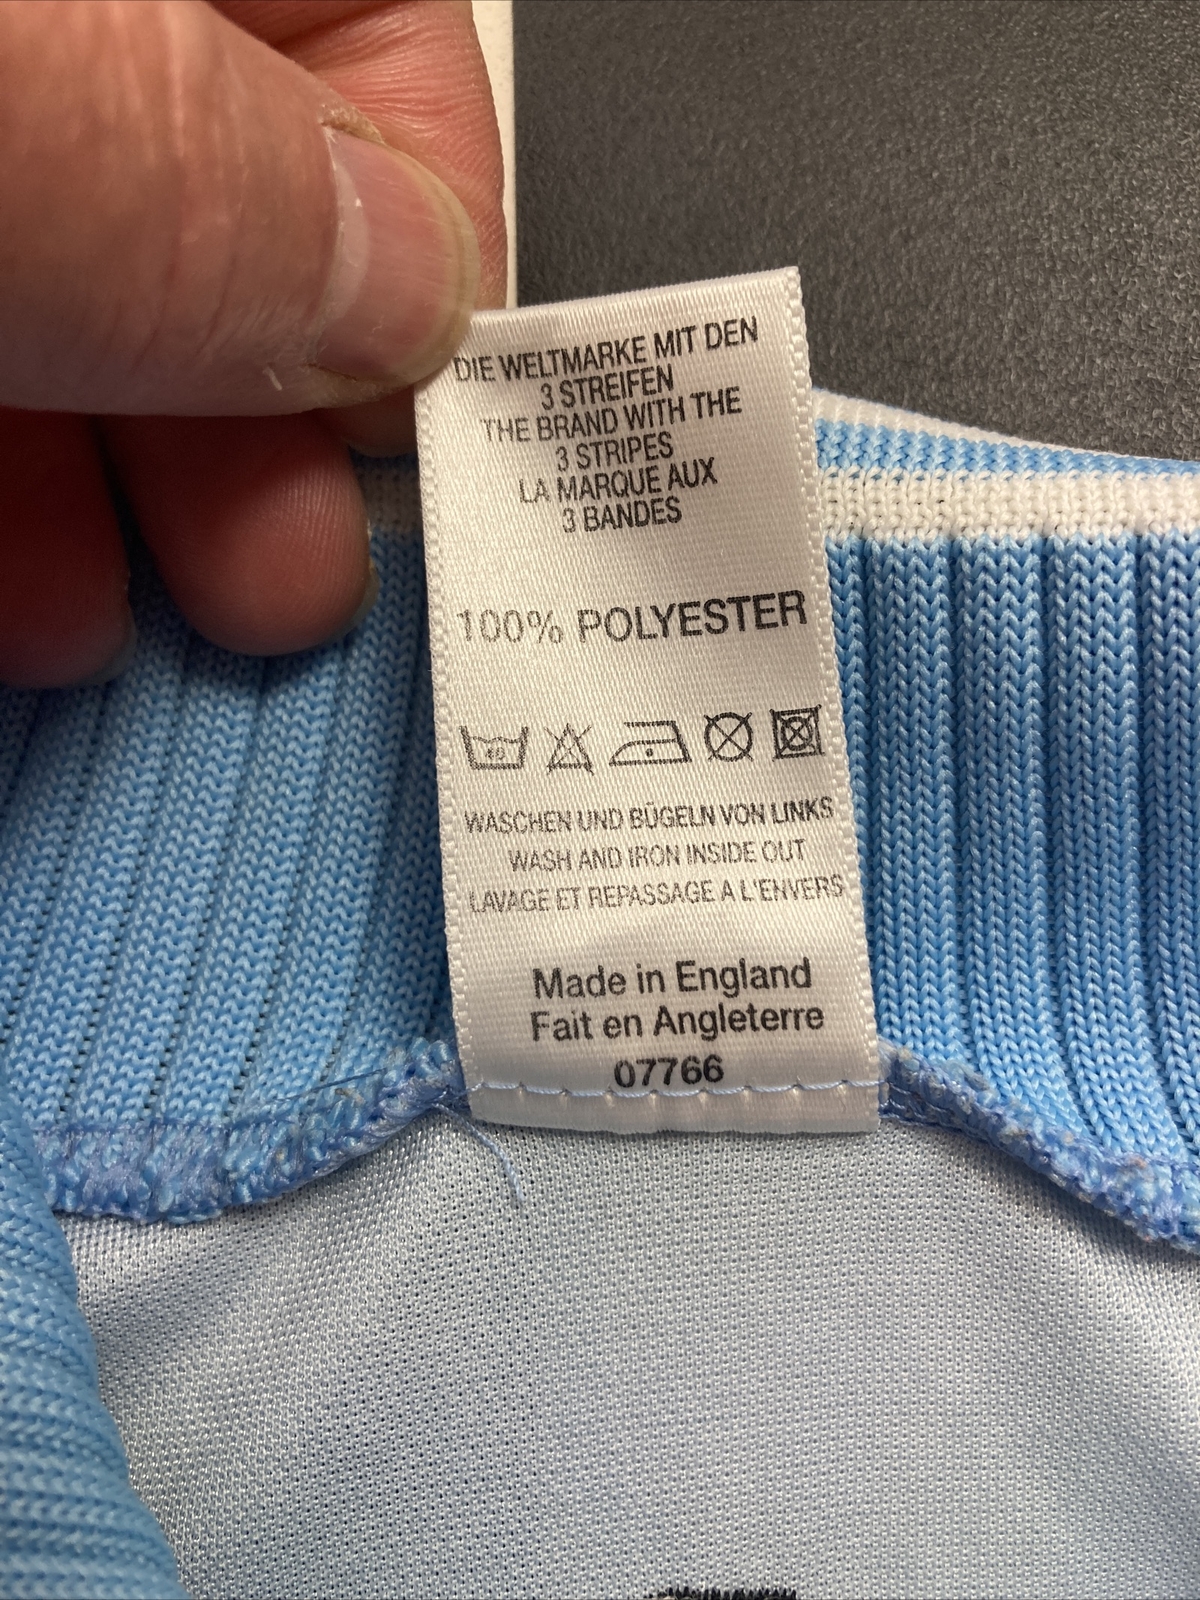 DIE WELTMARKE MIT DEN
3 STREIFEN
THE BRAND WITH THE
3 STRIPES
LA MARQUE AUX
3 BANDES
100% POLYESTER
40
WASCHEN UND BÜGELN VON LINKS
WASH AND IRON INSIDE OUT
LAVAGE ET REPASSAGE A L'ENVERS
Made in England
Fait en Angleterre
07766